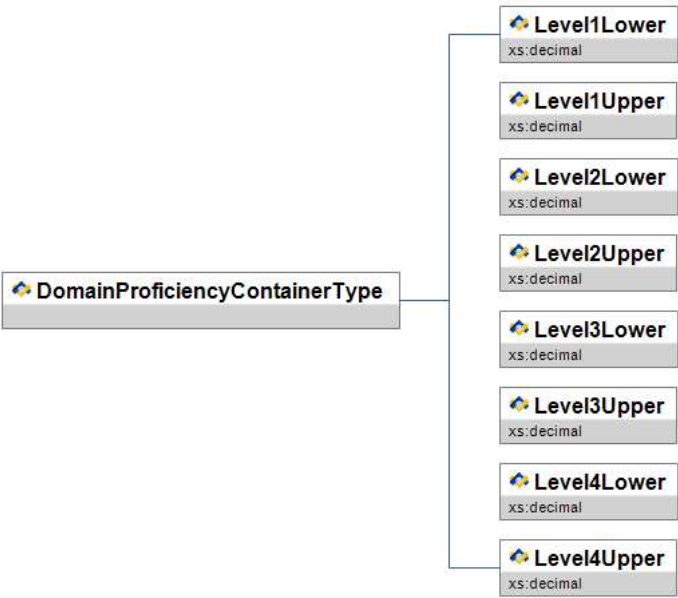 Level1Lower
xs:decimal
Level1Upper
xs:decimal
Level2Lower
xs:decimal
Level2Upper
xs:decimal
DomainProficiencyContainerType
Level3Lower
xs:decimal
Level3Upper
xs:decimal
Level4Lower
xs:decimal
Level4Upper
xs:decimal